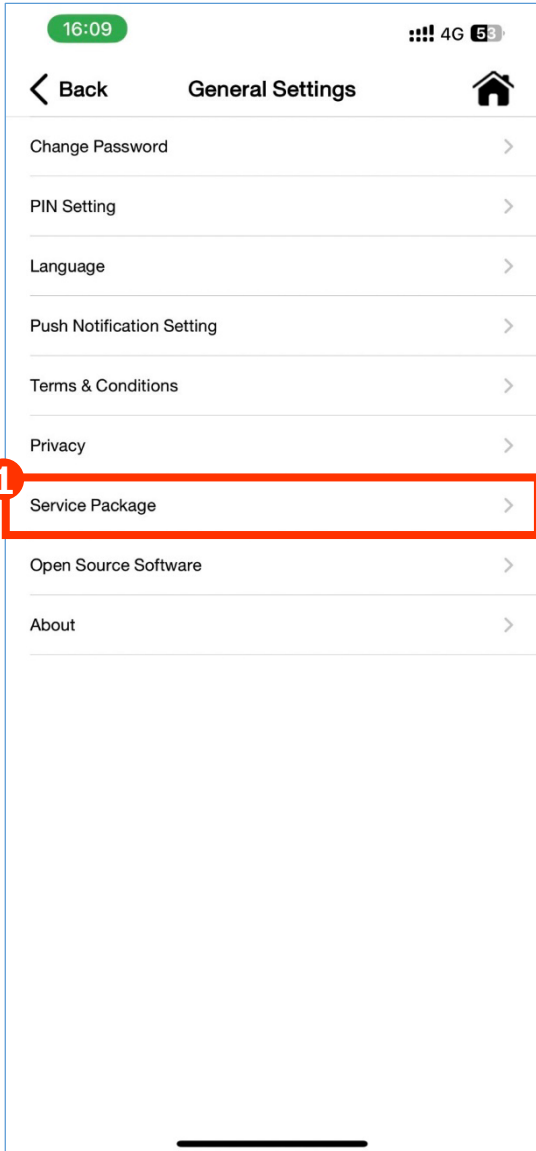 16:09 4G 53
Back General Settings
Change Password
PIN Setting
Language
Push Notification Setting
Terms & Conditions
Privacy
1
Service Package
Open Source Software
About